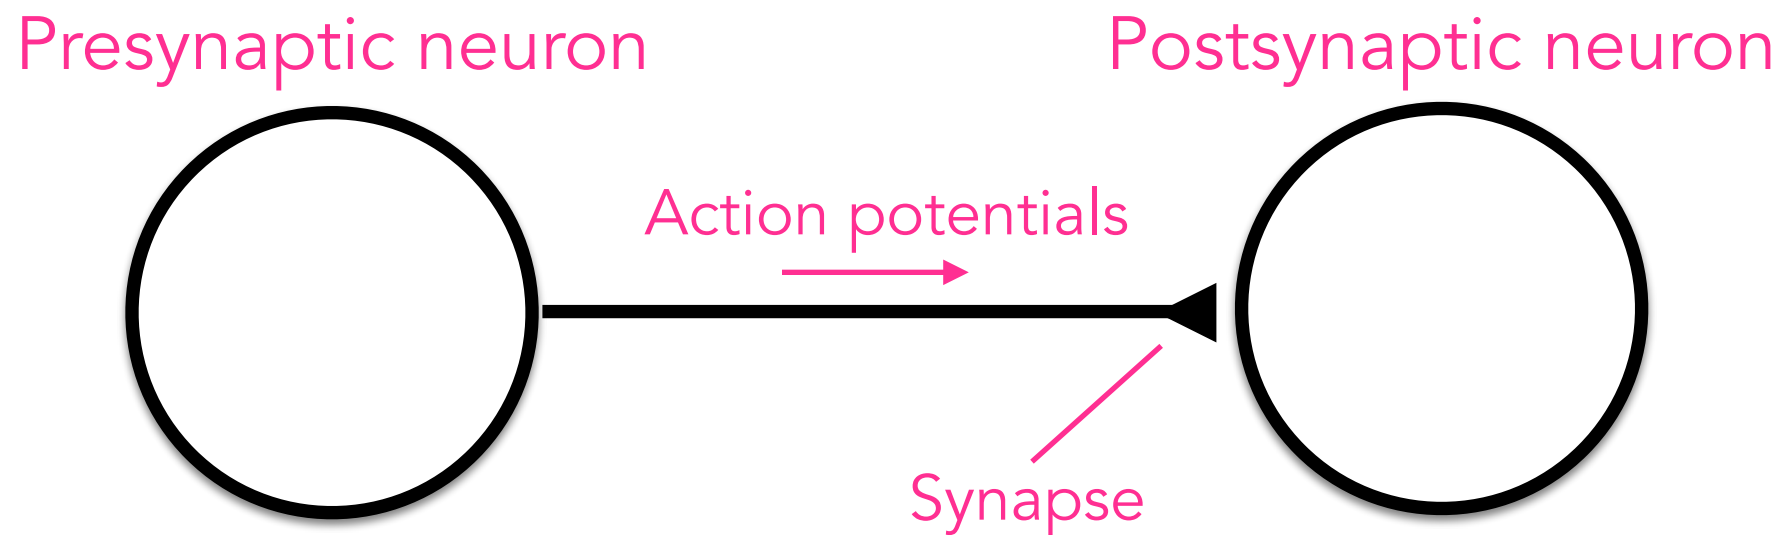 Presynaptic neuron
Postsynaptic neuron
Action potentials
Synapse